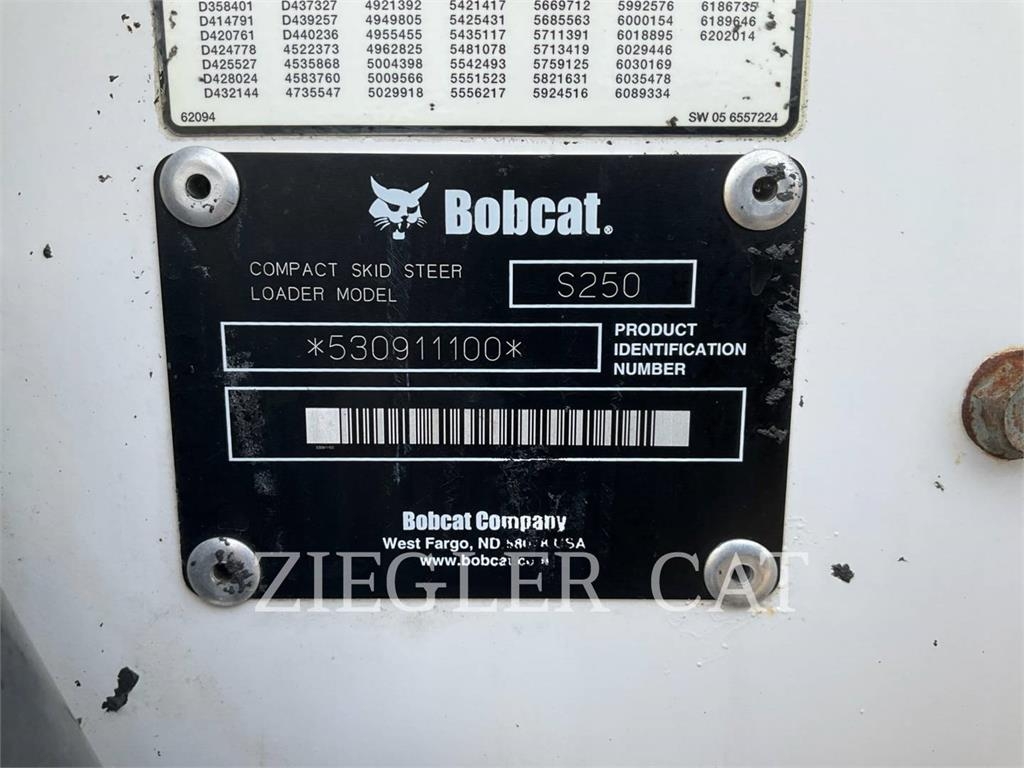 D358401 D437327 4921392 5421417 5669712 5992576 6186735
D414791 D439257 4949805 5425431 5685563 6000154 6189646
D420761 D440236 4955455 5435117 5711391 6018895 6202014
D424778 4522373 4962825 5481078 5713419 6029446
D425527 4535868 5004398 5542493 5759125 6030169
D428024 4583760 5009566 5551523 5821631 6035478
D432144 4735547 5029918 5556217 5924516 6089334
62094 SW 05 6557224
Bobcat®
COMPACT SKID STEER
LOADER MODEL
S250
*530911100*
PRODUCT
IDENTIFICATION
NUMBER
Bobcat Company
West Fargo, ND USA
www.bobcat.com
ZIEGLER CAT